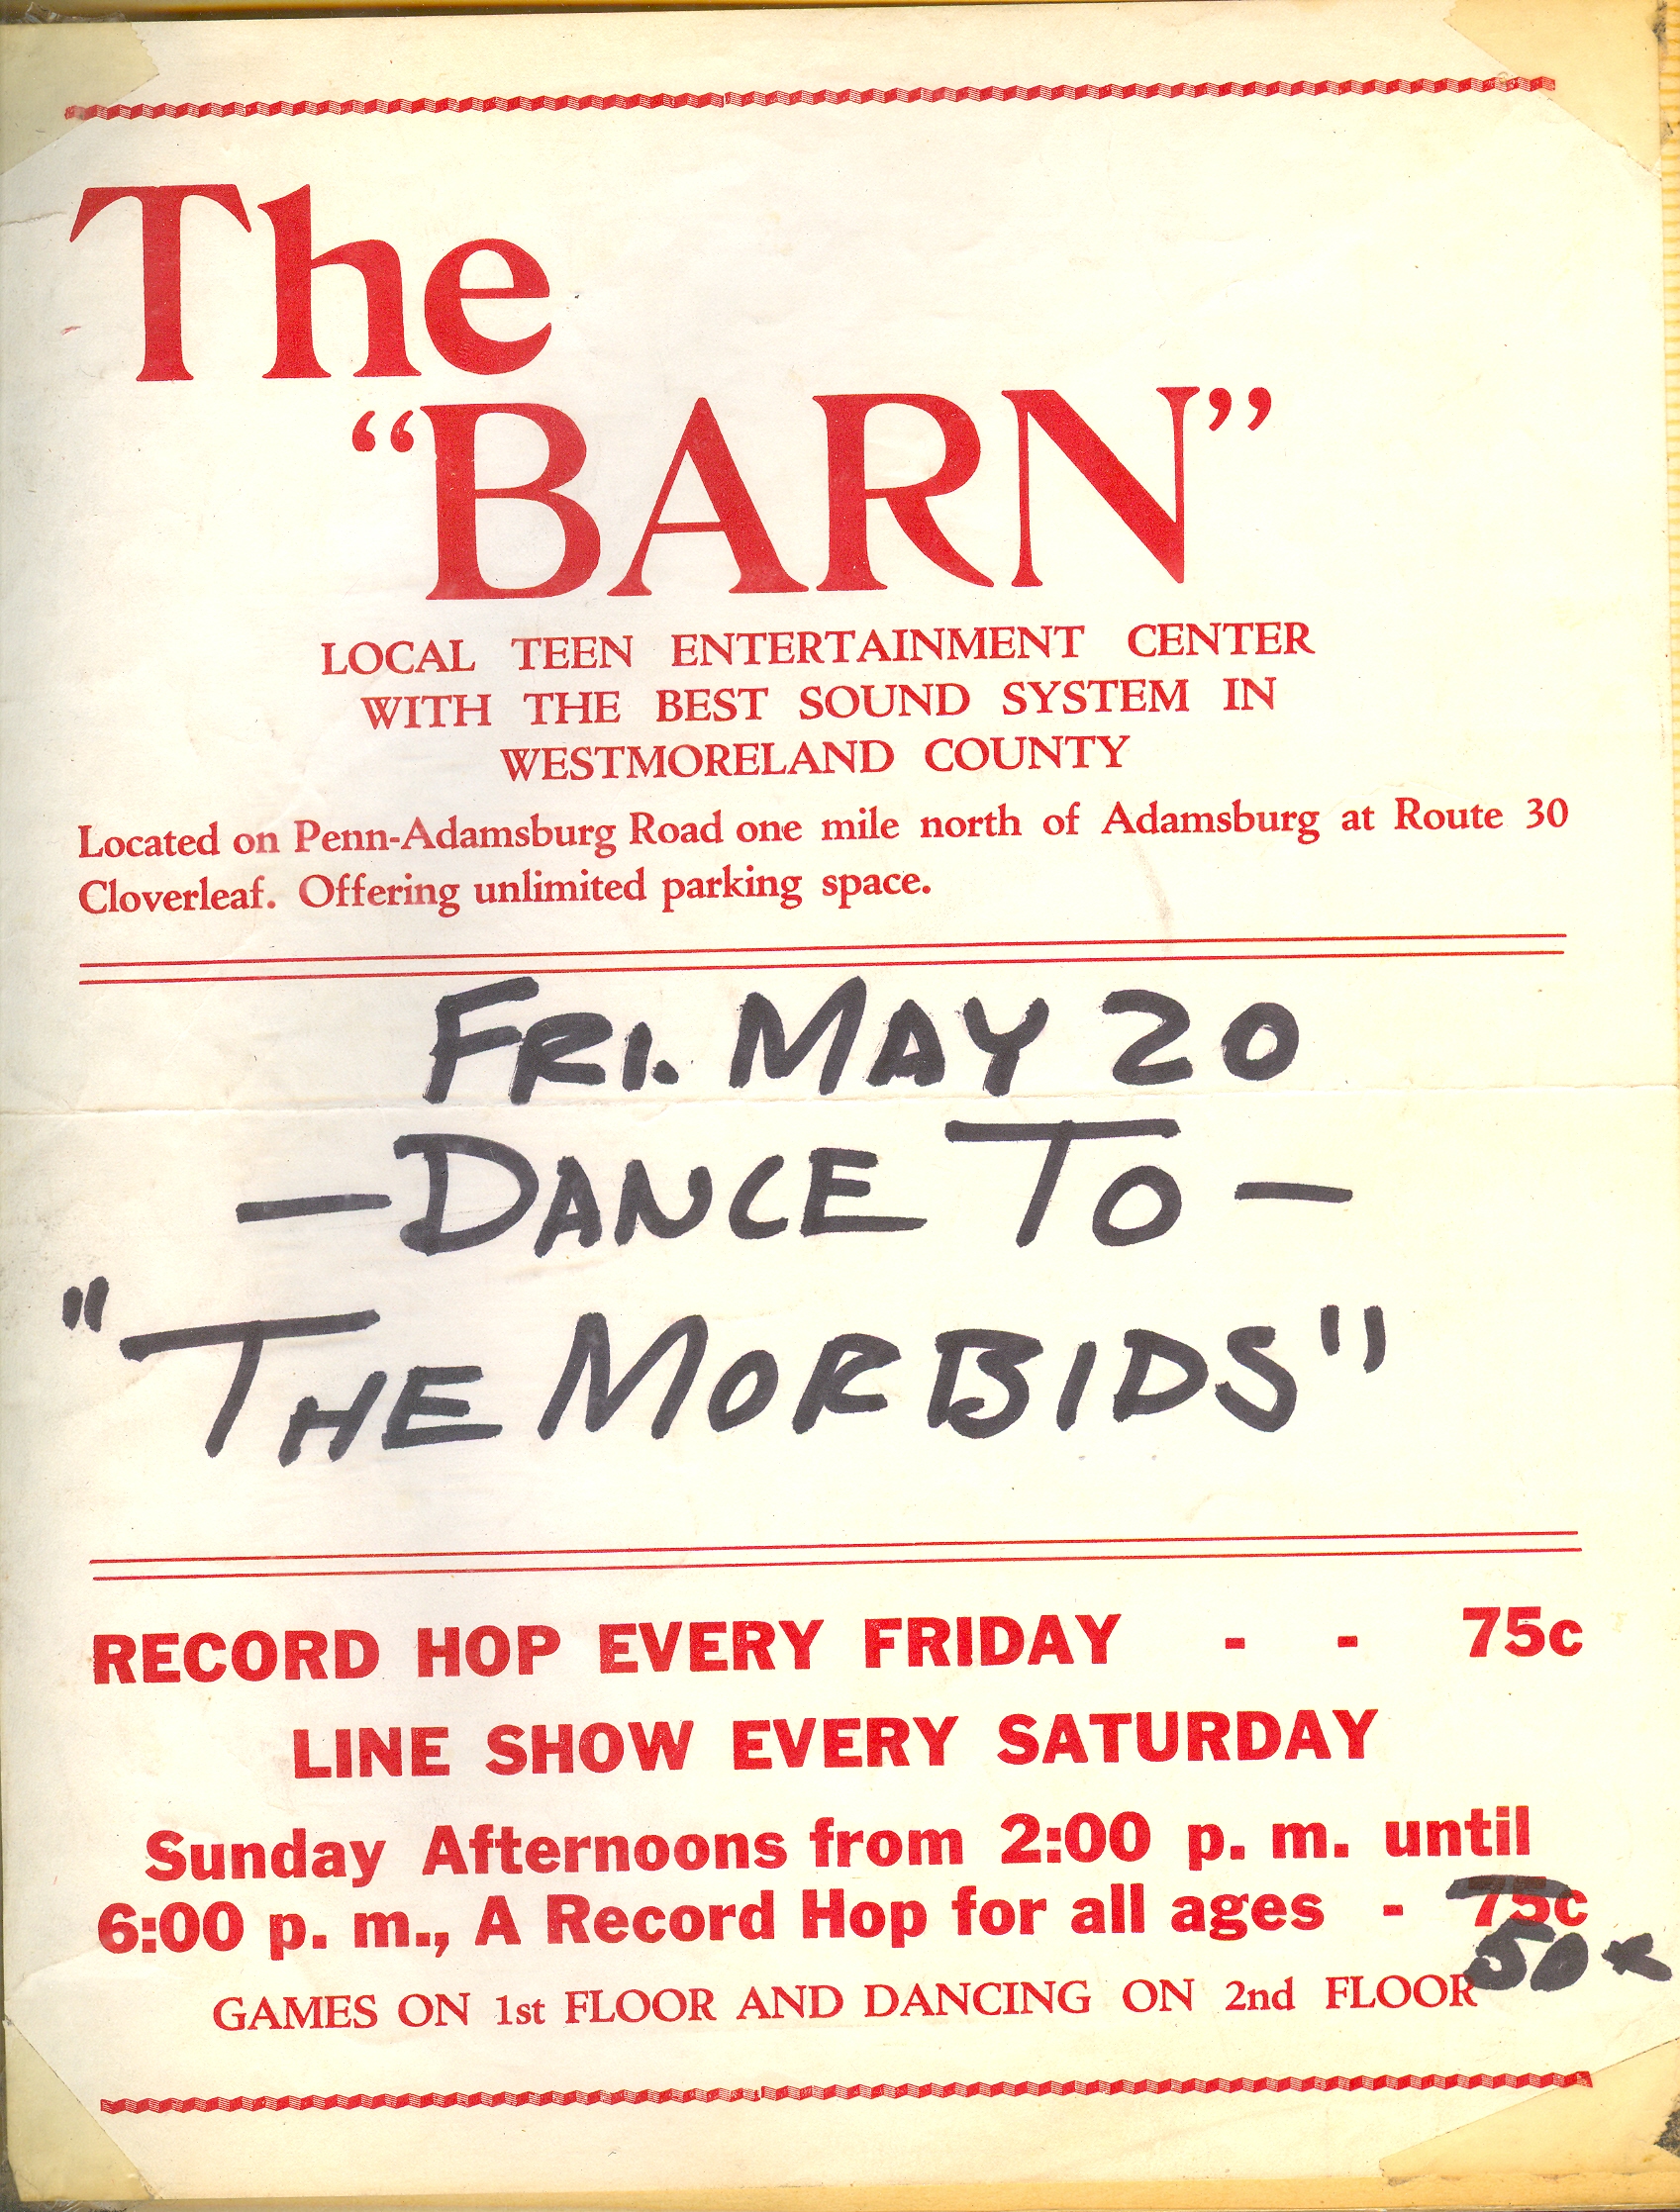 The
“BARN”
LOCAL TEEN ENTERTAINMENT CENTER
WITH THE BEST SOUND SYSTEM IN
WESTMORELAND COUNTY
Located on Penn-Adamsburg Road one mile north of Adamsburg at Route 30
Cloverleaf. Offering unlimited parking space.
FRI. MAY 20
— DANCE TO —
"THE MORBIDS"
RECORD HOP EVERY FRIDAY - - 75c
LINE SHOW EVERY SATURDAY
Sunday Afternoons from 2:00 p. m. until
6:00 p. m., A Record Hop for all ages - 75c
50¢
GAMES ON 1st FLOOR AND DANCING ON 2nd FLOOR